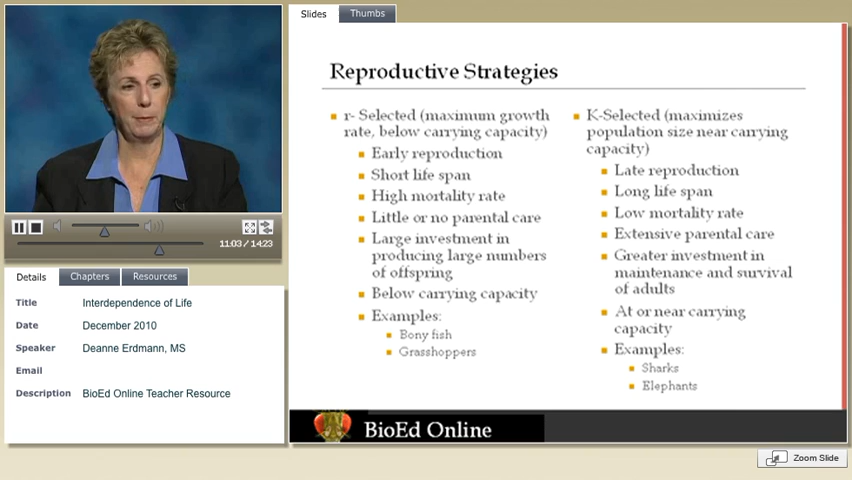 Slides
Thumbs
Reproductive Strategies
r- Selected (maximum growth
rate, below carrying capacity)
Early reproduction
Short life span
High mortality rate
Little or no parental care
Large investment in
producing large numbers
of offspring
Below carrying capacity
Examples:
Bony fish
Grasshoppers
K-Selected (maximizes
population size near carrying
capacity)
Late reproduction
Long life span
Low mortality rate
Extensive parental care
Greater investment in
maintenance and survival
of adults
At or near carrying
capacity
Examples:
Sharks
Elephants
11:03 / 14:23
Details
Chapters
Resources
Title Interdependence of Life
Date December 2010
Speaker Deanne Erdmann, MS
Email
Description BioEd Online Teacher Resource
BioEd Online
Zoom Slide